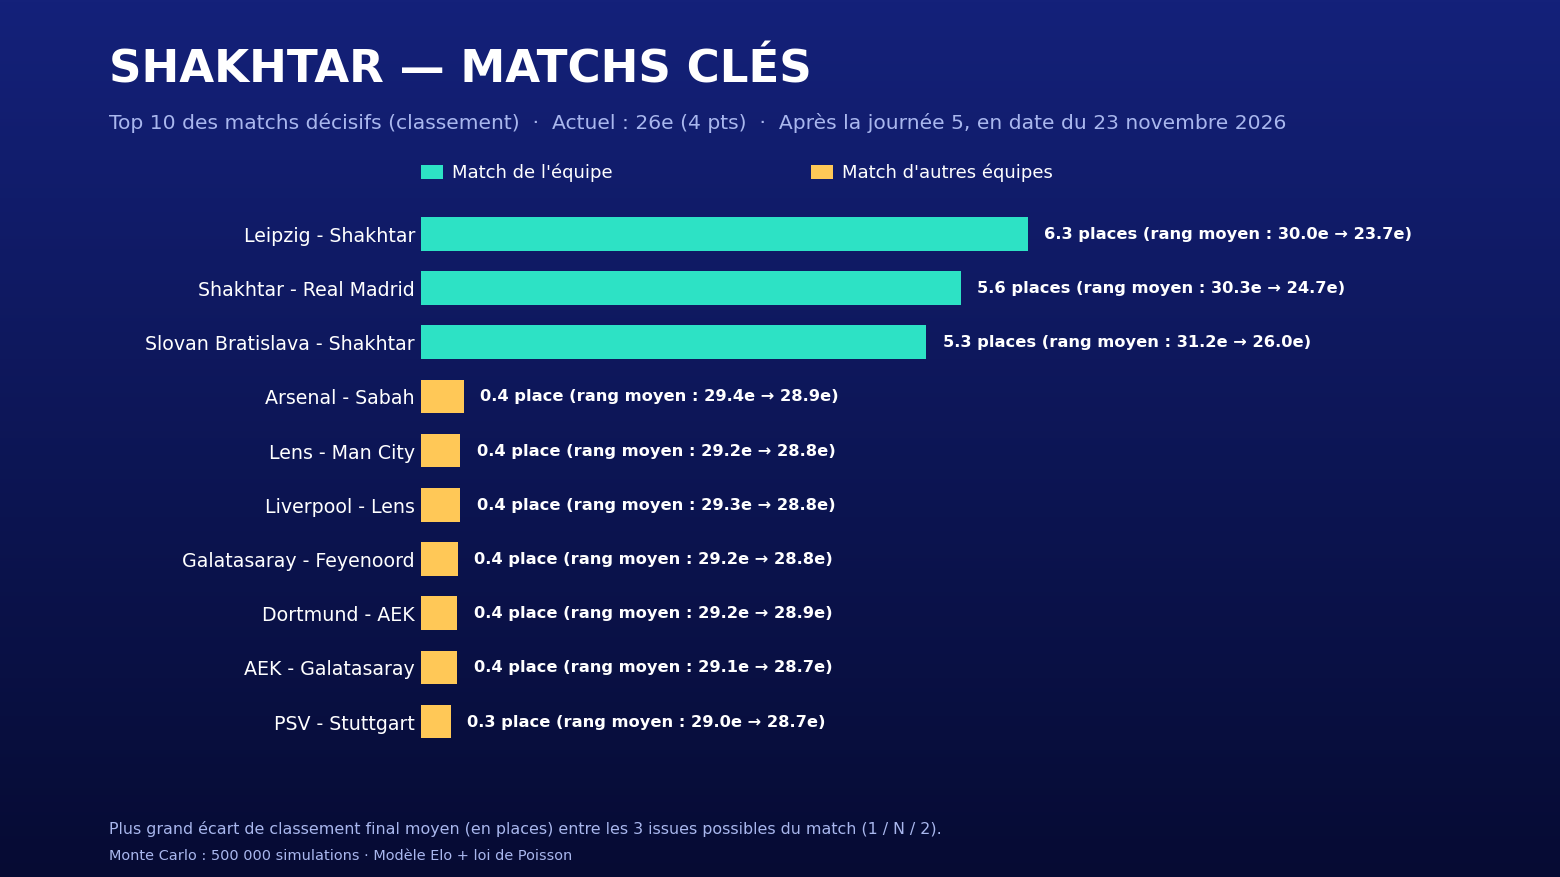 SHAKHTAR — MATCHS CLÉS
Top 10 des matchs décisifs (classement) · Actuel : 26e (4 pts) · Après la journée 5, en date du 23 novembre 2026
Match de l'équipe
Match d'autres équipes
Leipzig - Shakhtar 6.3 places (rang moyen : 30.0e → 23.7e)
Shakhtar - Real Madrid 5.6 places (rang moyen : 30.3e → 24.7e)
Slovan Bratislava - Shakhtar 5.3 places (rang moyen : 31.2e → 26.0e)
Arsenal - Sabah 0.4 place (rang moyen : 29.4e → 28.9e)
Lens - Man City 0.4 place (rang moyen : 29.2e → 28.8e)
Liverpool - Lens 0.4 place (rang moyen : 29.3e → 28.8e)
Galatasaray - Feyenoord 0.4 place (rang moyen : 29.2e → 28.8e)
Dortmund - AEK 0.4 place (rang moyen : 29.2e → 28.9e)
AEK - Galatasaray 0.4 place (rang moyen : 29.1e → 28.7e)
PSV - Stuttgart 0.3 place (rang moyen : 29.0e → 28.7e)
Plus grand écart de classement final moyen (en places) entre les 3 issues possibles du match (1 / N / 2).
Monte Carlo : 500 000 simulations · Modèle Elo + loi de Poisson